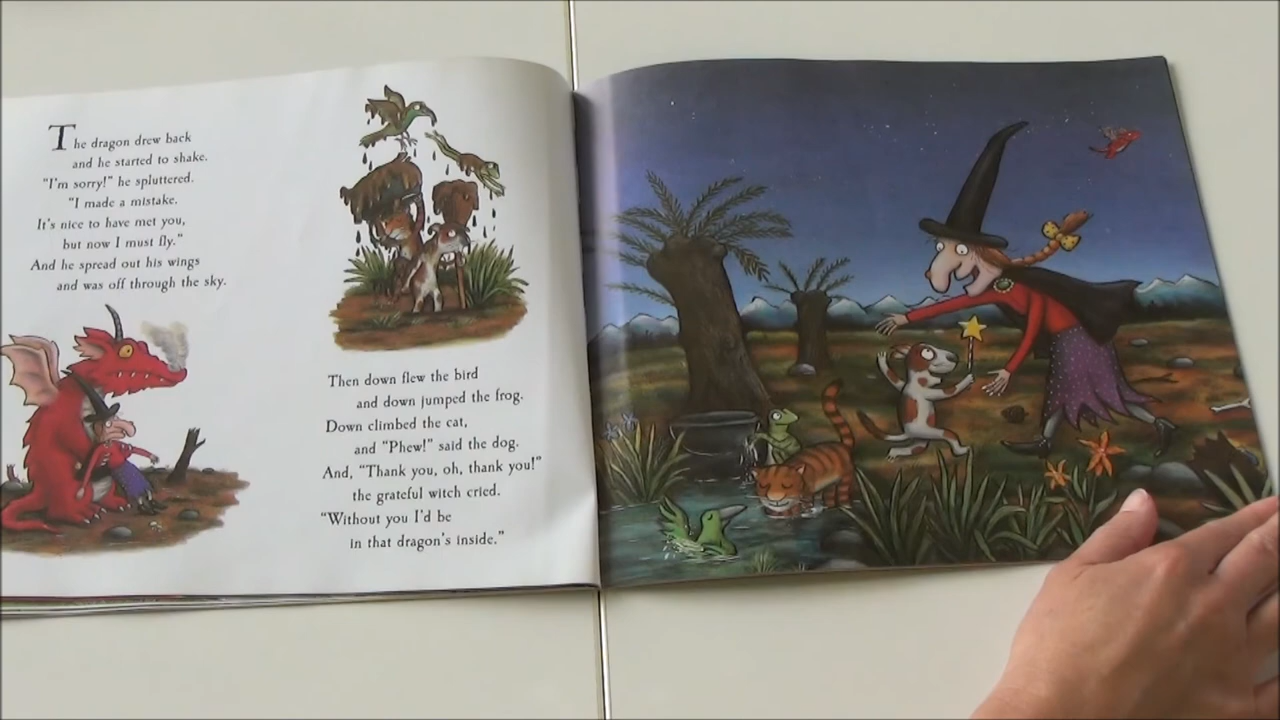 The dragon drew back
and he started to shake.
"I'm sorry!" he spluttered.
"I made a mistake.
It's nice to have met you,
but now I must fly."
And he spread out his wings
and was off through the sky.
Then down flew the bird
and down jumped the frog.
Down climbed the cat,
and "Phew!" said the dog.
And, "Thank you, oh, thank you!"
the grateful witch cried.
"Without you I'd be
in that dragon's inside."